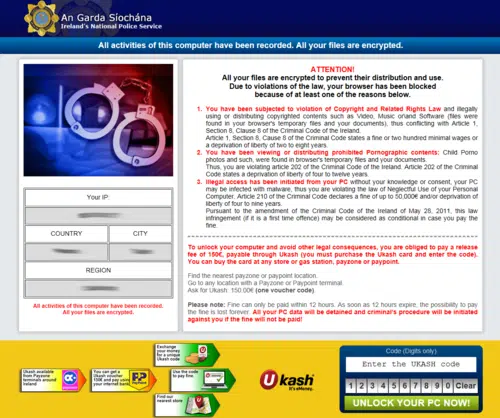 An Garda Síochána
Ireland's National Police Service
All activities of this computer have been recorded. All your files are encrypted.
ATTENTION!
All your files are encrypted to prevent their distribution and use.
Due to violations of the law, your browser has been blocked
because of at least one of the reasons below.
1. You have been subjected to violation of Copyright and Related Rights Law and illegally
using or distributing copyrighted contents such as Video, Music or/and Software (files were
found in your browser's temporary files and your documents), thus conflicting with Article 1,
Section 8, Clause 8 of the Criminal Code of the Ireland.
Article 1, Section 8, Cause 8 of the Criminal Code states a fine or two hundred minimal wages or
a deprivation of liberty of two to eight years.
2. You have been viewing or distributing prohibited Pornographic contents: Child Porno
photos and such, were found in browser's temporary files and your documents.
Thus, you are violating article 202 of the Criminal Code of Ireland. Article 202 of the Criminal
Code states a deprivation of liberty of four to twelve years.
3. Illegal access has been initiated from your PC without your knowledge or consent, your PC
may be infected with malware, thus you are violating the law of Neglectful Use of your Personal
Computer. Article 210 of the Criminal Code declares a fine of up to 50,000€ and/or deprivation of
liberty of four to nine years.
Pursuant to the amendment of the Criminal Code of Ireland of May 28, 2011, this law
infringement (if it is a first time offence) may be considered as conditional in case you pay the
fine.
To unlock your computer and avoid other legal consequences, you are obliged to pay a release
fee of 150€, payable through Ukash (you must purchase the Ukash card and enter the code).
You can buy the card at any store or gas station, payzone or paypoint.
Find the nearest payzone or paypoint location.
Go to any location with a Payzone or Paypoint terminal
Ask for Ukash: 150.00€ (one voucher code)
Please note: Fine can only be paid within 12 hours. As soon as 12 hours expire, the possibility to pay
the fine is lost forever. All your PC data will be detained and criminal's procedure will be initiated
against you if the fine will not be paid!
Your IP:
COUNTRY
CITY
REGION
All activities of this computer have been recorded.
All your files are encrypted.
Ukash available
from Payzone
terminals around
Ireland
You can get a
Ukash voucher
100€ and pay using
your internet bank
Exchange
your money
for a unique
Ukash code
Use the code
to pay fine.
Find our
nearest store
Ukash
It's eMoney.
Code (Digits only)
Enter the UKASH code
1 2 3 4 5 6 7 8 9 0 CLEAR
UNLOCK YOUR PC NOW!